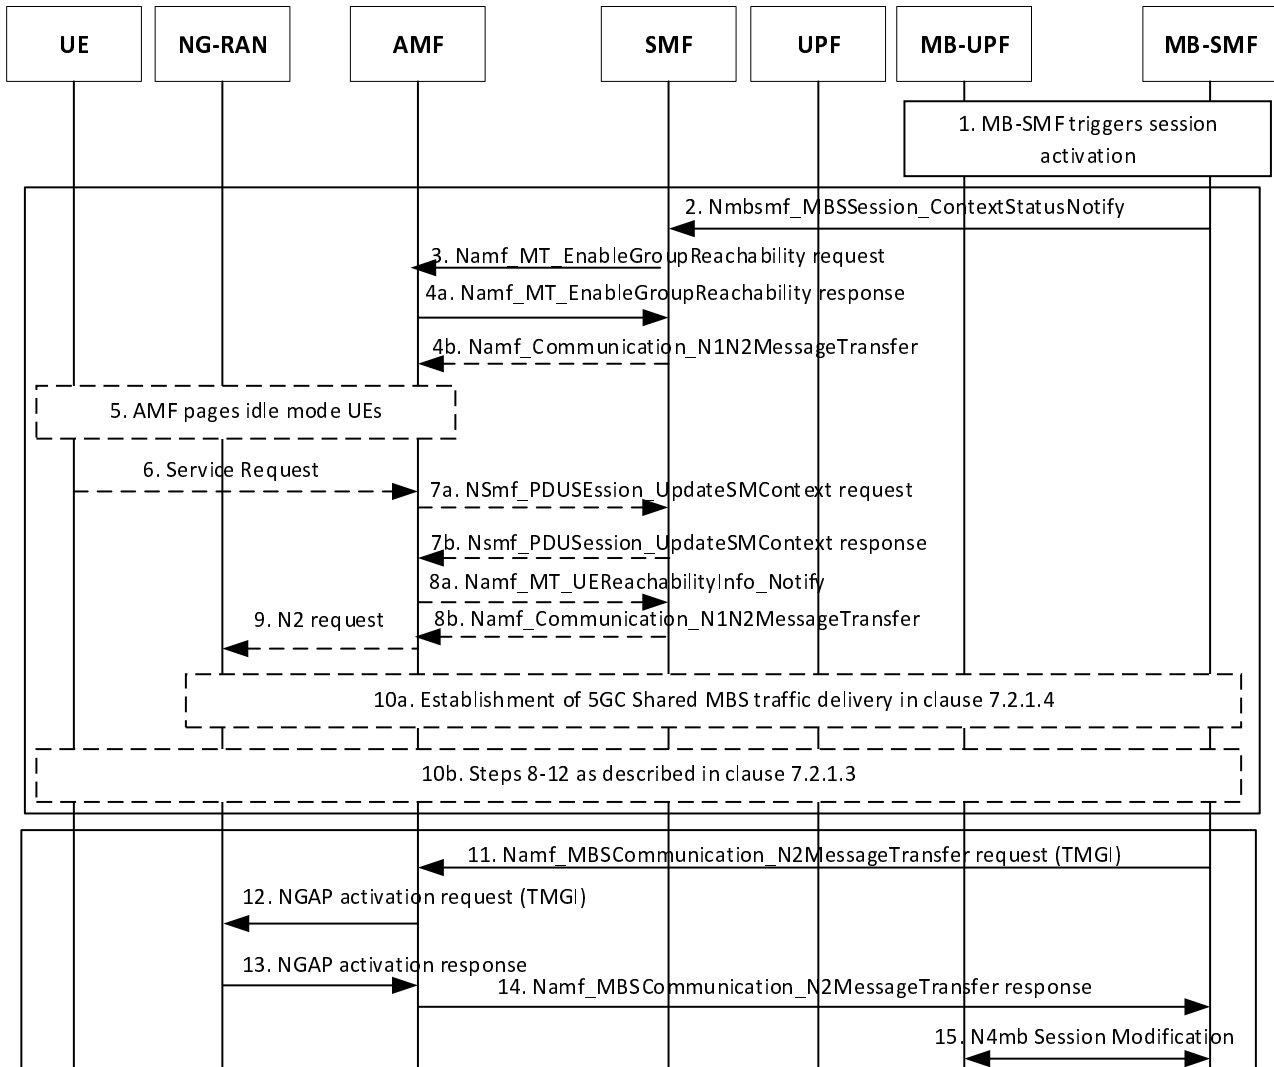 UE
NG-RAN
AMF
SMF
UPF
MB-UPF
MB-SMF
1. MB-SMF triggers session
activation
2. Nmbsmf_MBSSession_ContextStatusNotify
3. Namf_MT_EnableGroupReachability request
4a. Namf_MT_EnableGroupReachability response
4b. Namf_Communication_N1N2MessageTransfer
5. AMF pages idle mode UEs
6. Service Request
7a. NSmf_PDUSEssion_UpdateSMContext request
7b. Nsmf_PDUSession_UpdateSMContext response
8a. Namf_MT_UEReachabilityInfo_Notify
8b. Namf_Communication_N1N2MessageTransfer
9. N2 request
10a. Establishment of 5GC Shared MBS traffic delivery in clause 7.2.1.4
10b. Steps 8-12 as described in clause 7.2.1.3
11. Namf_MBSCommunication_N2MessageTransfer request (TMGI)
12. NGAP activation request (TMGI)
13. NGAP activation response
14. Namf_MBSCommunication_N2MessageTransfer response
15. N4mb Session Modification